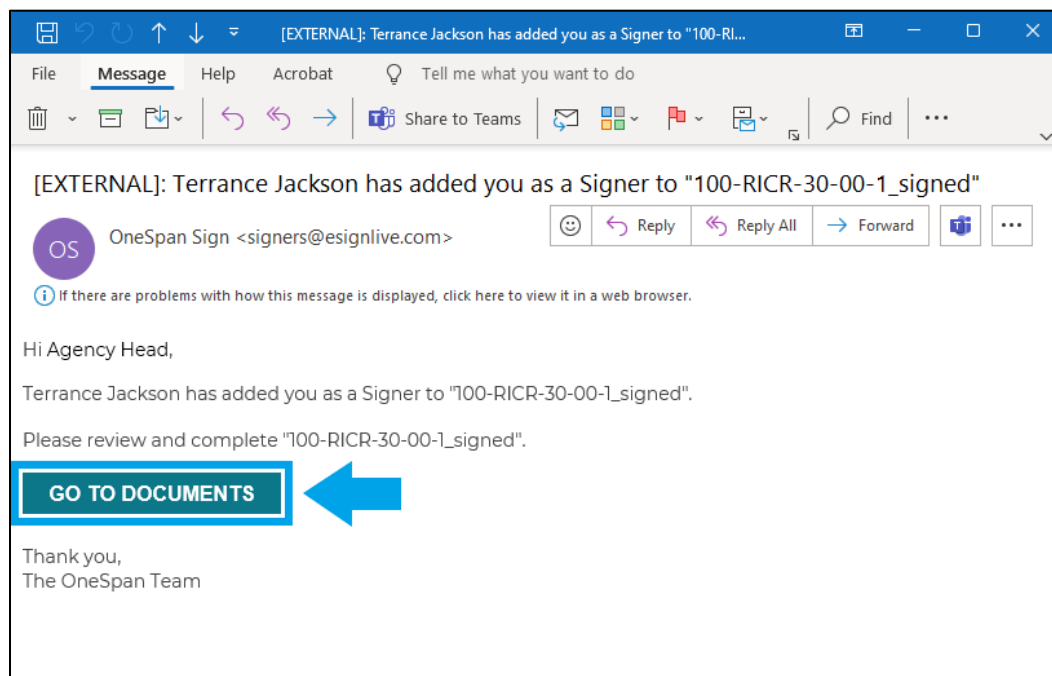 [EXTERNAL]: Terrance Jackson has added you as a Signer to "100-RI...
File Message Help Acrobat Tell me what you want to do
Share to Teams Find
[EXTERNAL]: Terrance Jackson has added you as a Signer to "100-RICR-30-00-1_signed"
OS OneSpan Sign <signers@esignlive.com> Reply Reply All Forward
If there are problems with how this message is displayed, click here to view it in a web browser.
Hi Agency Head,
Terrance Jackson has added you as a Signer to "100-RICR-30-00-1_signed".
Please review and complete "100-RICR-30-00-1_signed".
GO TO DOCUMENTS
Thank you,
The OneSpan Team